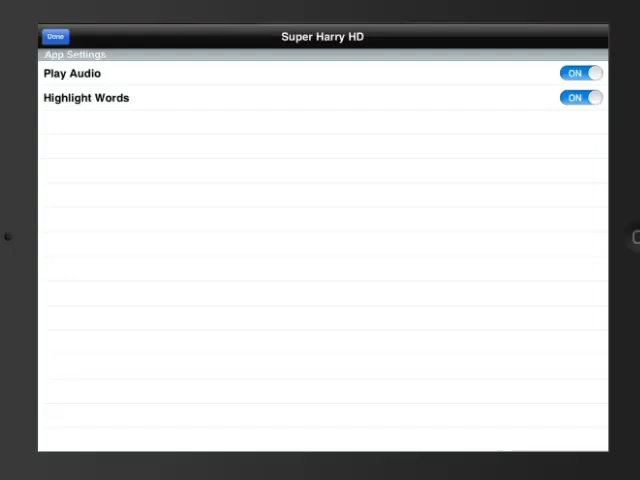 Done
Super Harry HD
App Settings
Play Audio
ON
Highlight Words
ON